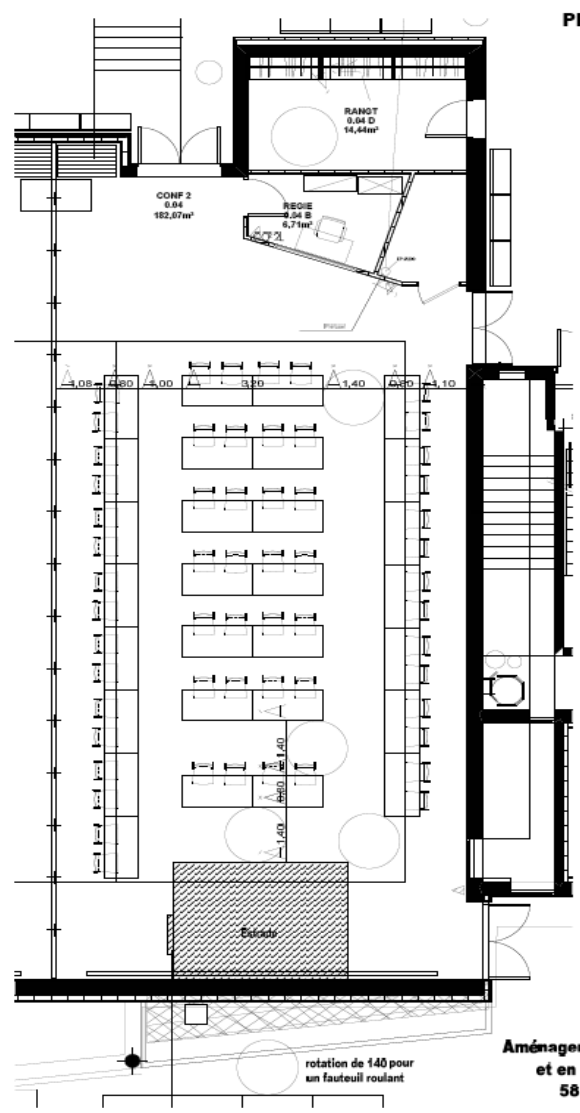 PI
RANGT
0.04 D
14,44m²
CONF 2
0.04
182,07m²
REGIE
0.04 B
6,71m²
1,08 0,80 1,00 3,20 1,40 0,80 1,10
1,40
0,80
1,40
Estrade
rotation de 140 pour
un fauteuil roulant
Aménager
et en
58